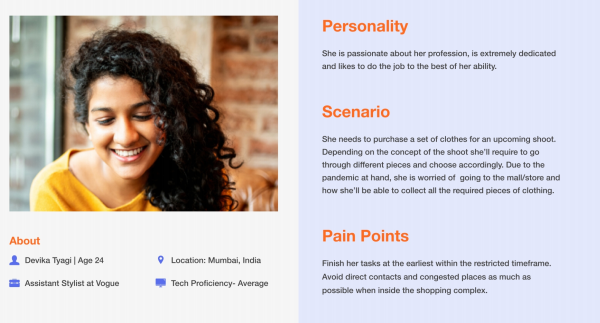 About
Devika Tyagi | Age 24
Location: Mumbai, India
Assistant Stylist at Vogue
Tech Proficiency- Average
Personality
She is passionate about her profession, is extremely dedicated
and likes to do the job to the best of her ability.
Scenario
She needs to purchase a set of clothes for an upcoming shoot.
Depending on the concept of the shoot she'll require to go
through different pieces and choose accordingly. Due to the
pandemic at hand, she is worried of going to the mall/store and
how she'll be able to collect all the required pieces of clothing.
Pain Points
Finish her tasks at the earliest within the restricted timeframe.
Avoid direct contacts and congested places as much as
possible when inside the shopping complex.